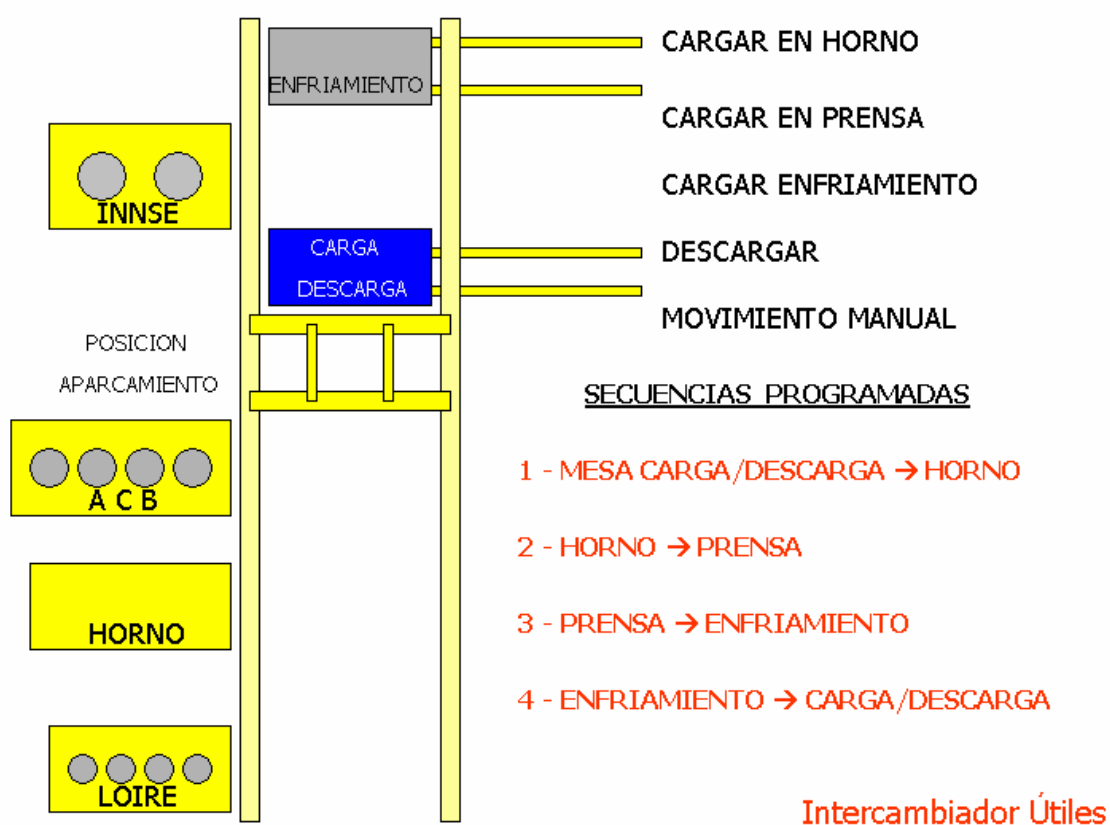 ENFRIAMIENTO
INNSE
CARGA
DESCARGA
POSICION
APARCAMIENTO
A C B
HORNO
LOIRE
CARGAR EN HORNO
CARGAR EN PRENSA
CARGAR ENFRIAMIENTO
DESCARGAR
MOVIMIENTO MANUAL
SECUENCIAS PROGRAMADAS
1 - MESA CARGA/DESCARGA → HORNO
2 - HORNO → PRENSA
3 - PRENSA → ENFRIAMIENTO
4 - ENFRIAMIENTO → CARGA/DESCARGA
Intercambiador Útiles